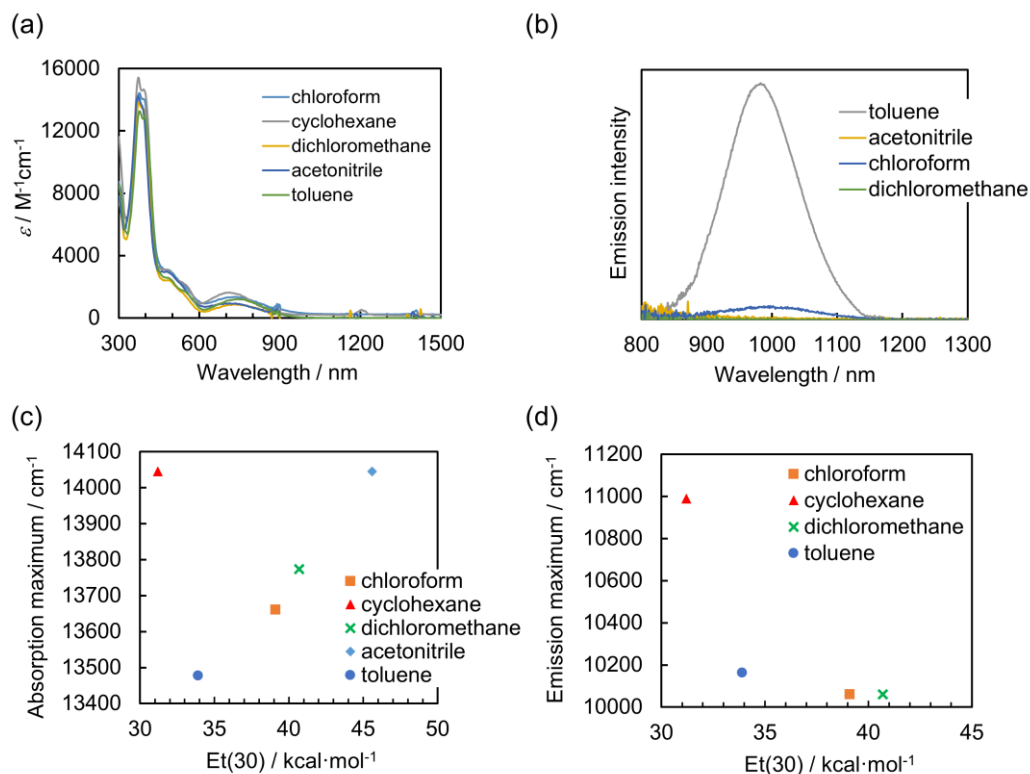 (a)
16000
12000
8000
4000
0
300
600
900
1200
1500
ε / M⁻¹cm⁻¹
Wavelength / nm
chloroform
cyclohexane
dichloromethane
acetonitrile
toluene
(b)
Emission intensity
800
900
1000
1100
1200
1300
Wavelength / nm
toluene
acetonitrile
chloroform
dichloromethane
(c)
14100
14000
13900
13800
13700
13600
13500
13400
30
35
40
45
50
Absorption maximum / cm⁻¹
Et(30) / kcal·mol⁻¹
chloroform
cyclohexane
dichloromethane
acetonitrile
toluene
(d)
11200
11000
10800
10600
10400
10200
10000
30
35
40
45
Emission maximum / cm⁻¹
Et(30) / kcal·mol⁻¹
chloroform
cyclohexane
dichloromethane
toluene